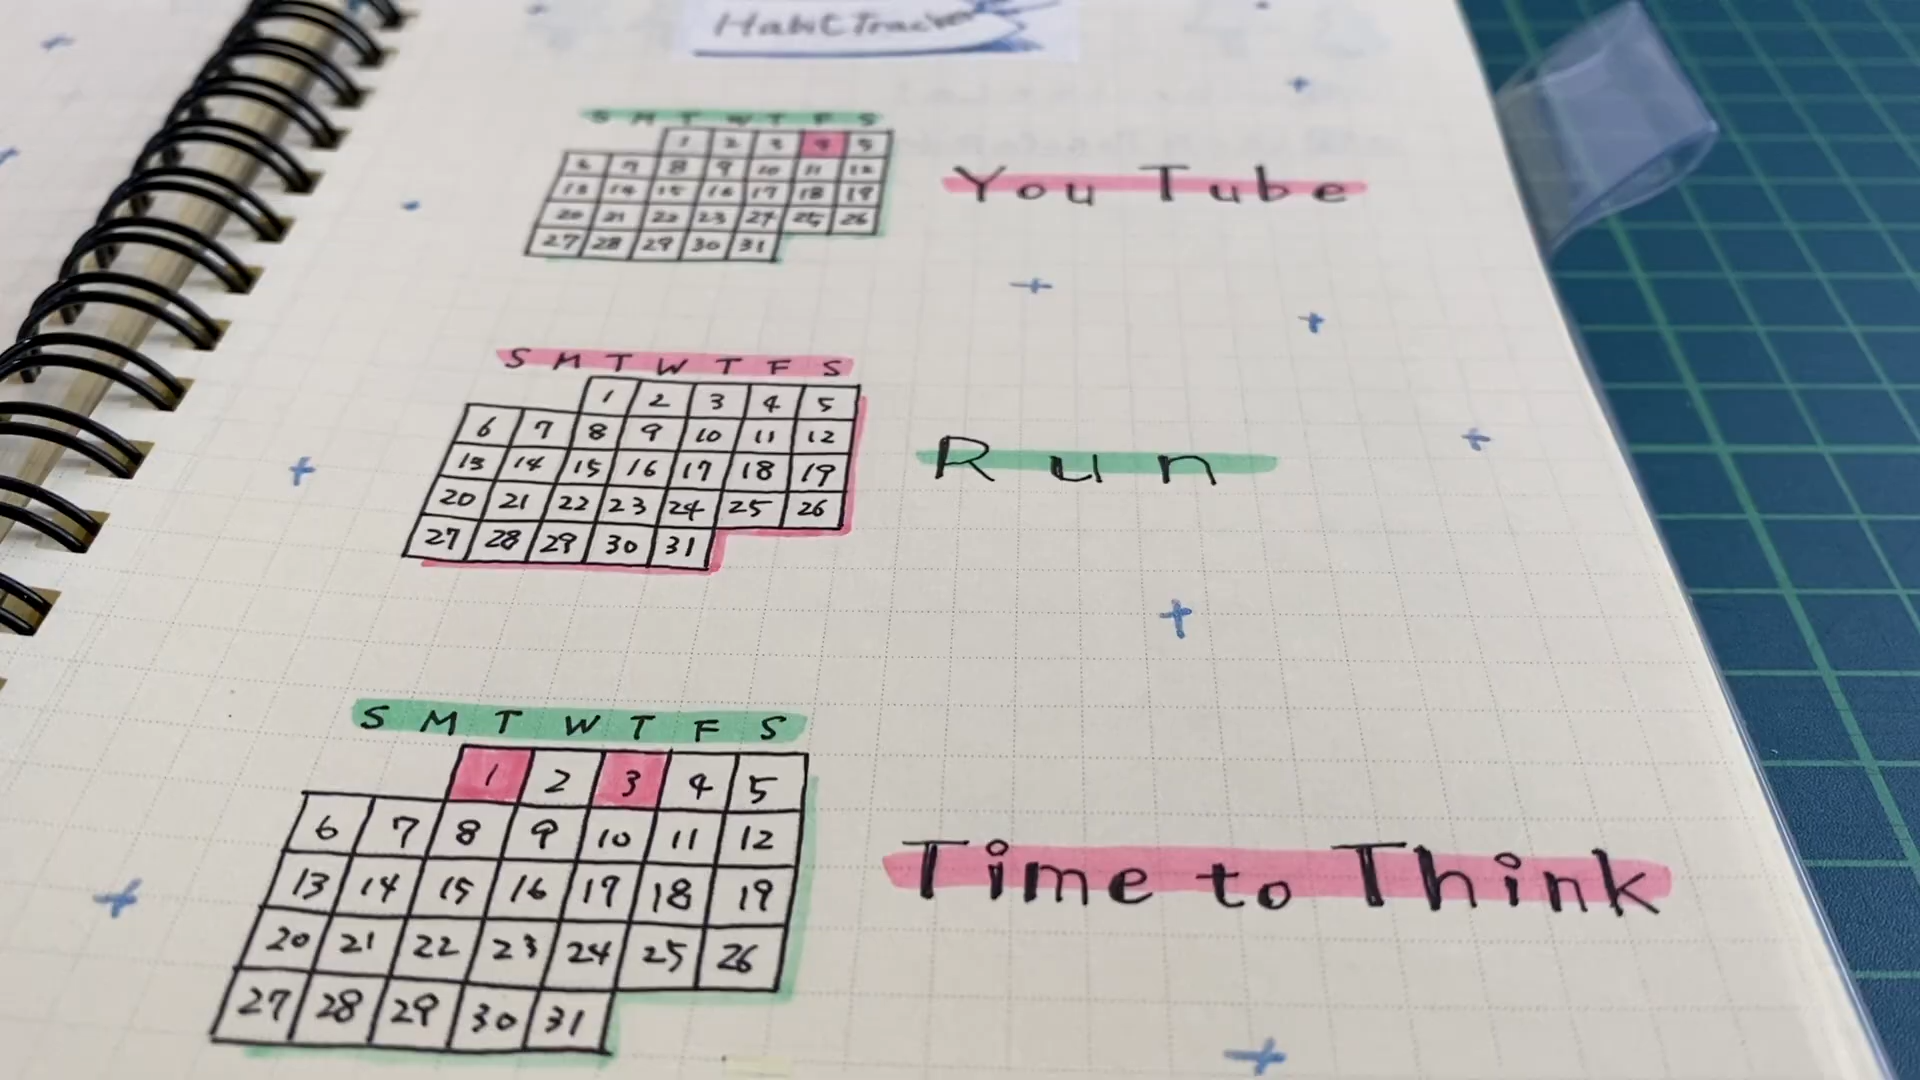 Habit Tracker
S M T W T F S
1 2 3 4 5
6 7 8 9 10 11 12
13 14 15 16 17 18 19
20 21 22 23 24 25 26
27 28 29 30 31
YouTube
S M T W T F S
1 2 3 4 5
6 7 8 9 10 11 12
13 14 15 16 17 18 19
20 21 22 23 24 25 26
27 28 29 30 31
Run
S M T W T F S
1 2 3 4 5
6 7 8 9 10 11 12
13 14 15 16 17 18 19
20 21 22 23 24 25 26
27 28 29 30 31
Time to Think